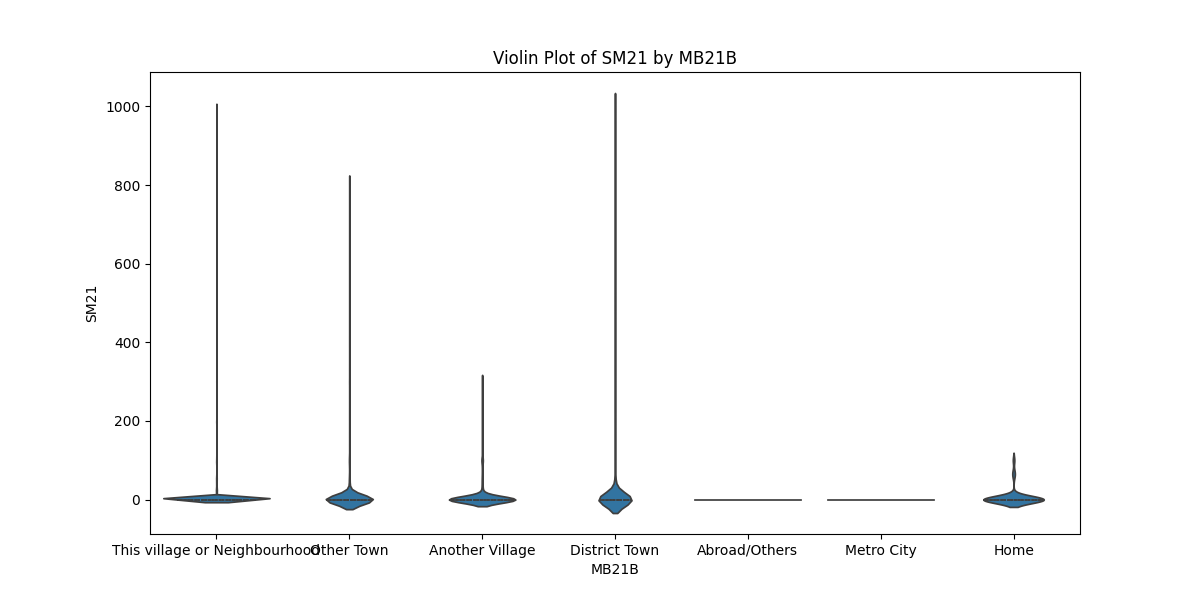 Violin Plot of SM21 by MB21B
1000
800
600
400
200
0
SM21
This village or Neighbourhood
Other Town
Another Village
District Town
Abroad/Others
Metro City
Home
MB21B